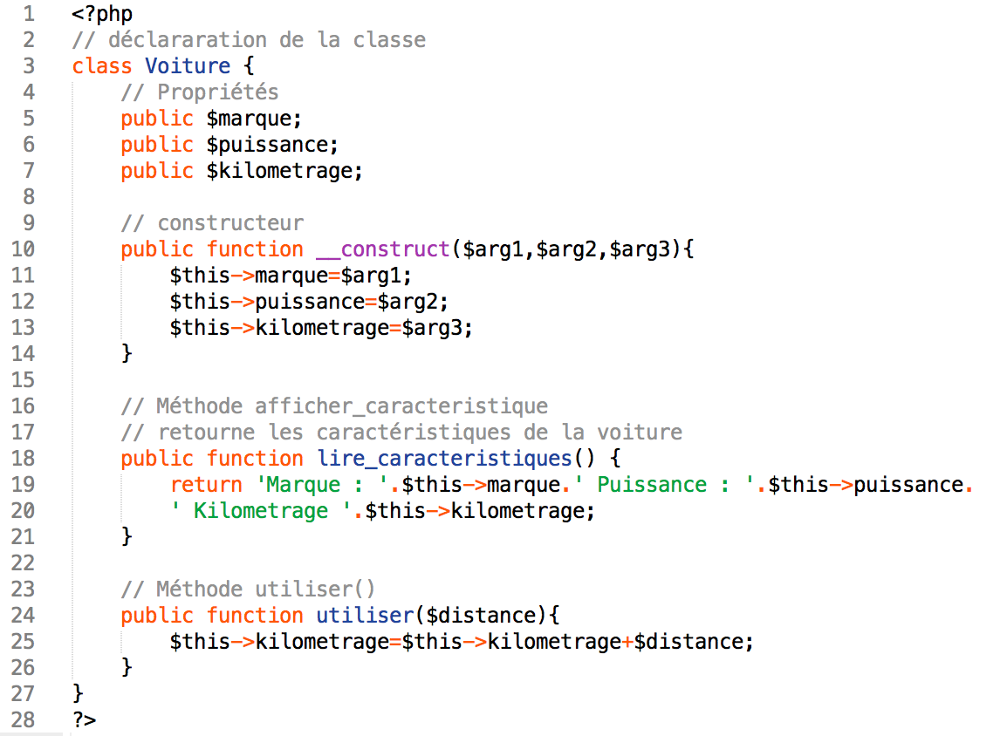 1 <?php
2 // déclararation de la classe
3 class Voiture {
4 // Propriétés
5 public $marque;
6 public $puissance;
7 public $kilometrage;
8
9 // constructeur
10 public function __construct($arg1,$arg2,$arg3){
11 $this->marque=$arg1;
12 $this->puissance=$arg2;
13 $this->kilometrage=$arg3;
14 }
15
16 // Méthode afficher_caracteristique
17 // retourne les caractéristiques de la voiture
18 public function lire_caracteristiques() {
19 return 'Marque : '.$this->marque.' Puissance : '.$this->puissance.
20 ' Kilometrage '.$this->kilometrage;
21 }
22
23 // Méthode utiliser()
24 public function utiliser($distance){
25 $this->kilometrage=$this->kilometrage+$distance;
26 }
27 }
28 ?>